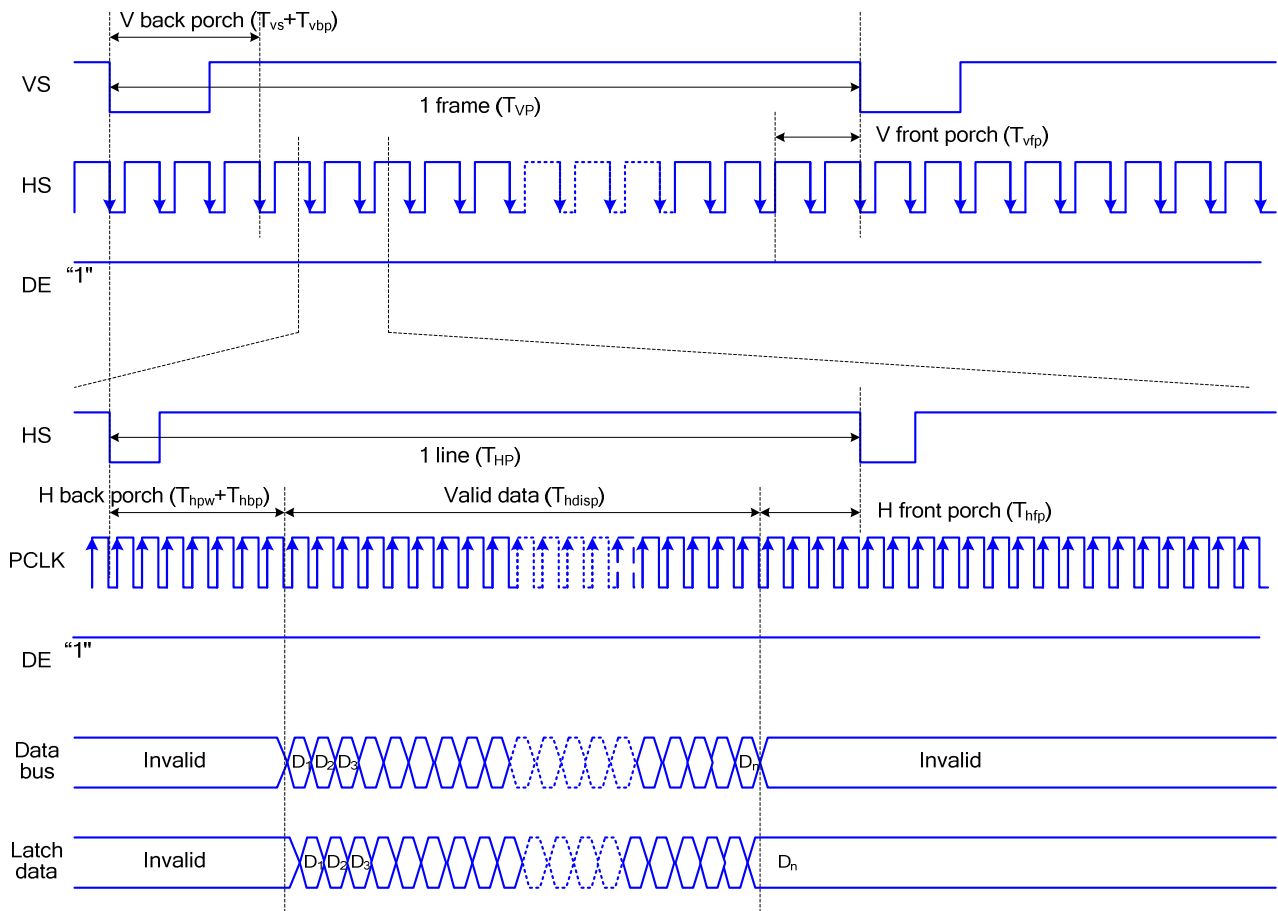 V back porch (Tvs+Tvbp)
VS
1 frame (TVP)
V front porch (Tvfp)
HS
DE “1"
HS
1 line (THP)
H back porch (Thpw+Thbp)
Valid data (Thdisp)
H front porch (Thfp)
PCLK
DE “1"
Data bus
Invalid
D1 D2 D3
Dn
Invalid
Latch data
Invalid
D1 D2 D3
Dn